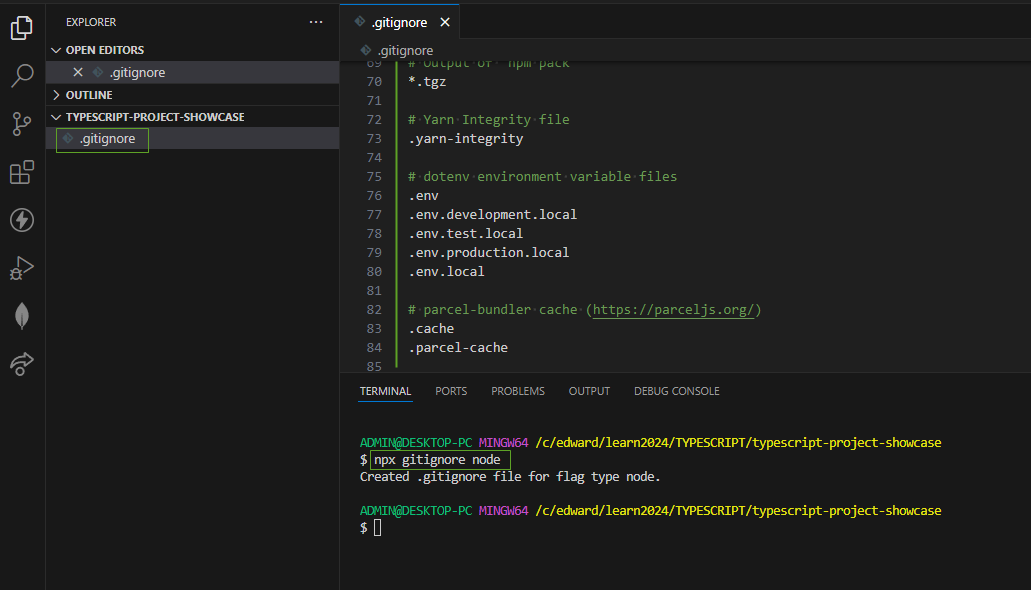 EXPLORER
OPEN EDITORS
.gitignore
OUTLINE
TYPESCRIPT-PROJECT-SHOWCASE
.gitignore
.gitignore
.gitignore
69 # Output of 'npm pack'
70 *.tgz
71
72 # Yarn Integrity file
73 .yarn-integrity
74
75 # dotenv environment variable files
76 .env
77 .env.development.local
78 .env.test.local
79 .env.production.local
80 .env.local
81
82 # parcel-bundler cache (https://parceljs.org/)
83 .cache
84 .parcel-cache
85
TERMINAL PORTS PROBLEMS OUTPUT DEBUG CONSOLE
ADMIN@DESKTOP-PC MINGW64 /c/edward/learn2024/TYPESCRIPT/typescript-project-showcase
$ npx gitignore node
Created .gitignore file for flag type node.
ADMIN@DESKTOP-PC MINGW64 /c/edward/learn2024/TYPESCRIPT/typescript-project-showcase
$